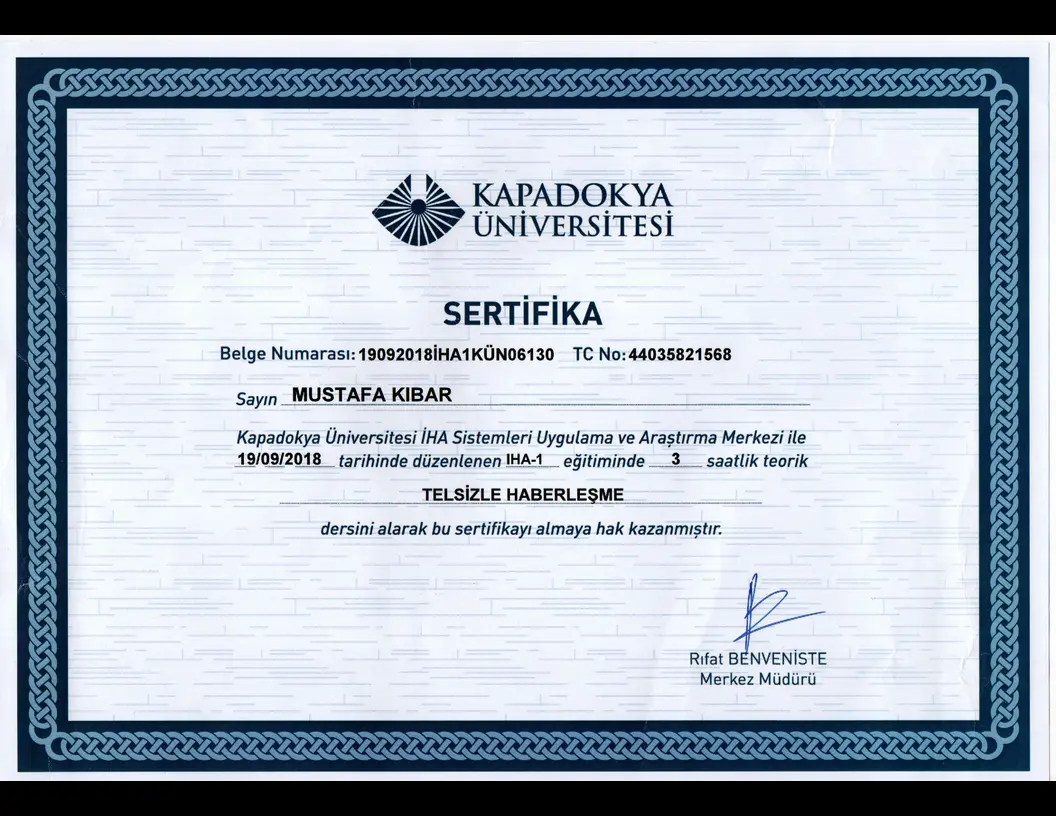 KAPADOKYA
ÜNİVERSİTESİ
SERTİFİKA
Belge Numarası: 19092018İHA1KÜN06130 TC No: 44035821568
Sayın MUSTAFA KIBAR
Kapadokya Üniversitesi İHA Sistemleri Uygulama ve Araştırma Merkezi ile
19/09/2018 tarihinde düzenlenen IHA-1 eğitiminde 3 saatlik teorik
TELSİZLE HABERLEŞME
dersini alarak bu sertifikayı almaya hak kazanmıştır.
Rıfat BENVENİSTE
Merkez Müdürü